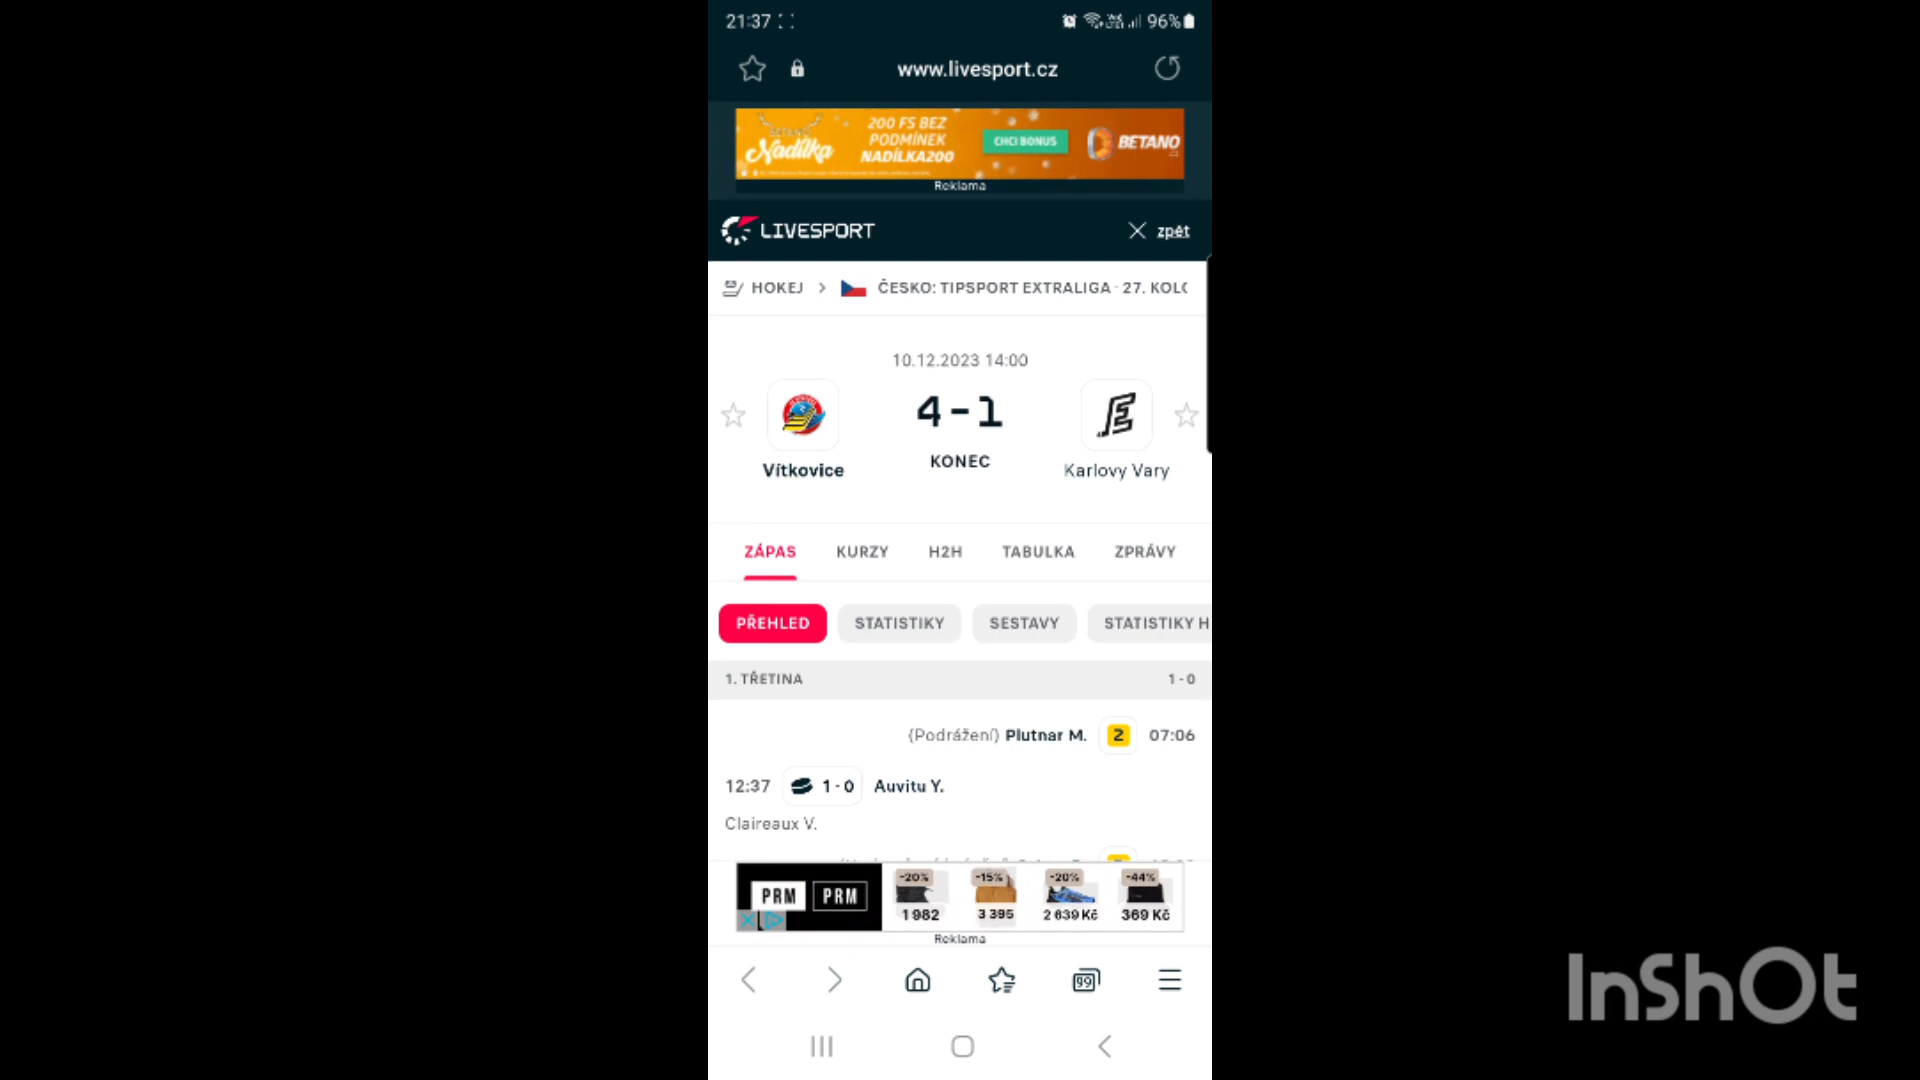 21:37
96%
www.livesport.cz
BETANO
Nadílka
200 FS BEZ
PODMÍNEK
NADÍLKA200
CHCI BONUS
BETANO
Reklama
LIVESPORT
zpět
HOKEJ
ČESKO: TIPSPORT EXTRALIGA · 27. KOLO
10.12.2023 14:00
4-1
KONEC
Vítkovice
Karlovy Vary
ZÁPAS KURZY H2H TABULKA ZPRÁVY
PŘEHLED STATISTIKY SESTAVY STATISTIKY H
1. TŘETINA 1 - 0
(Podrážení) Plutnar M. 2 07:06
12:37 1 - 0 Auvitu Y.
Claireaux V.
PRM PRM
-20% -15% -20% -44%
1 982 3 395 2 639 Kč 369 Kč
Reklama
99
InShOt